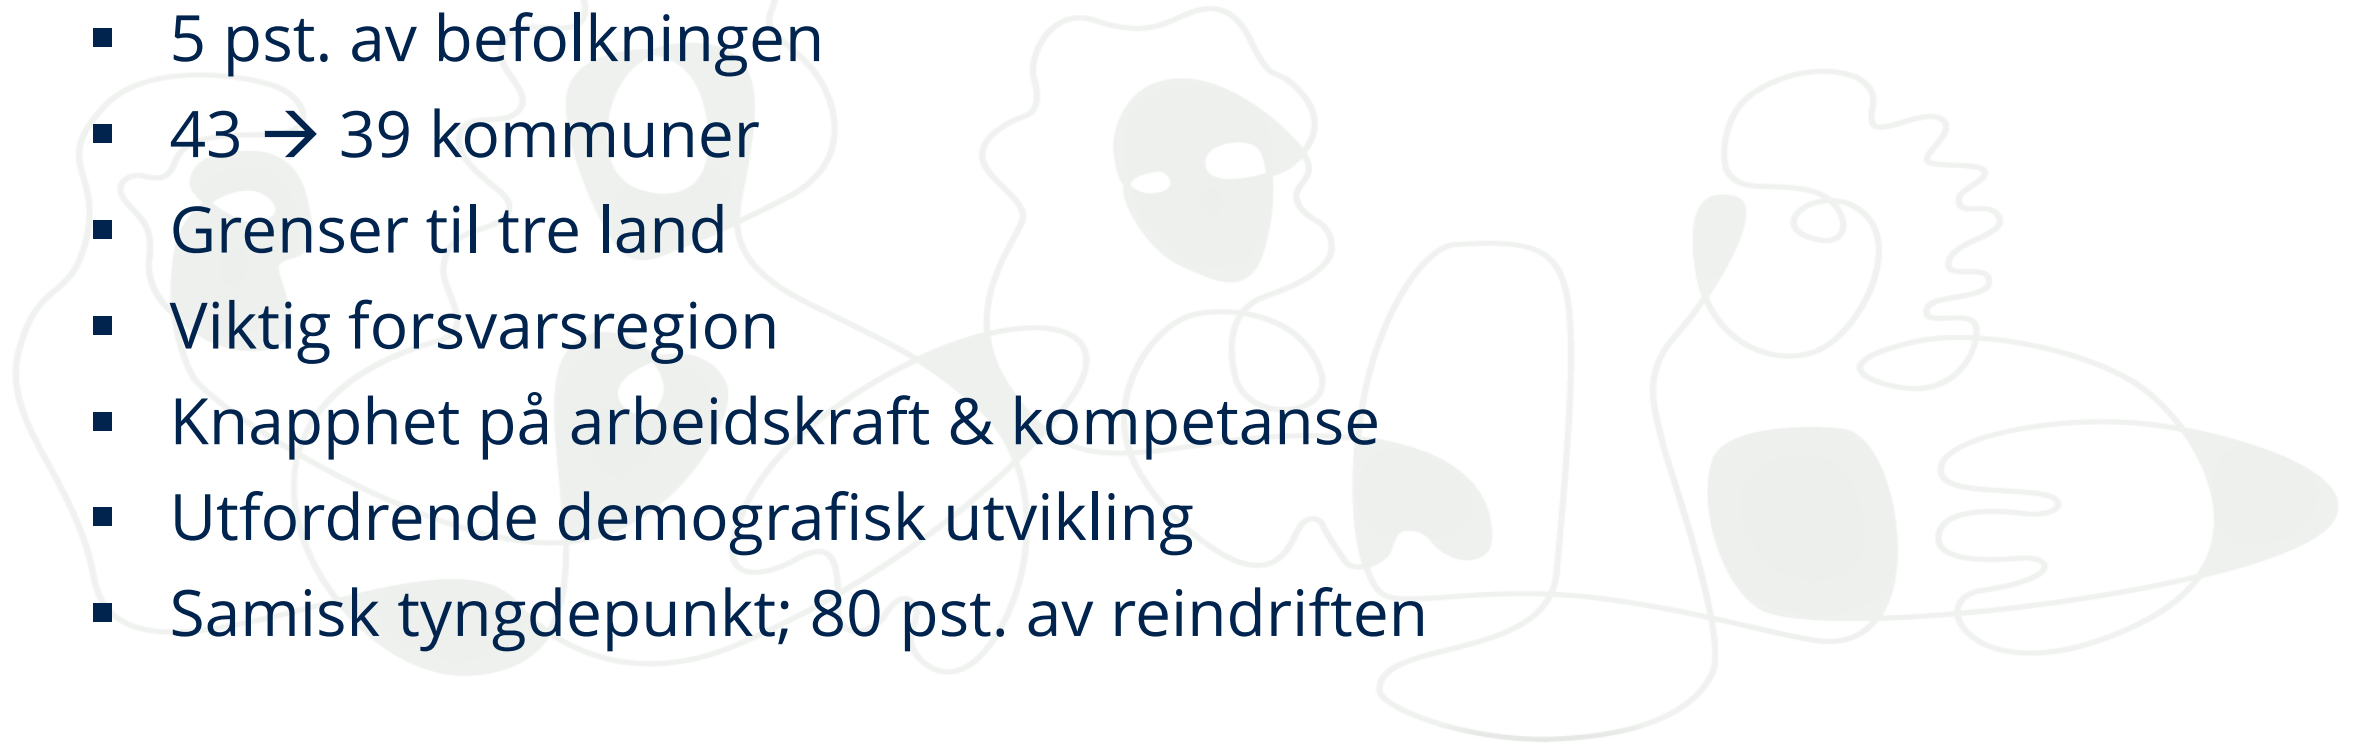 ▪ 5 pst. av befolkningen
▪ 43 → 39 kommuner
▪ Grenser til tre land
▪ Viktig forsvarsregion
▪ Knapphet på arbeidskraft & kompetanse
▪ Utfordrende demografisk utvikling
▪ Samisk tyngdepunkt; 80 pst. av reindriften